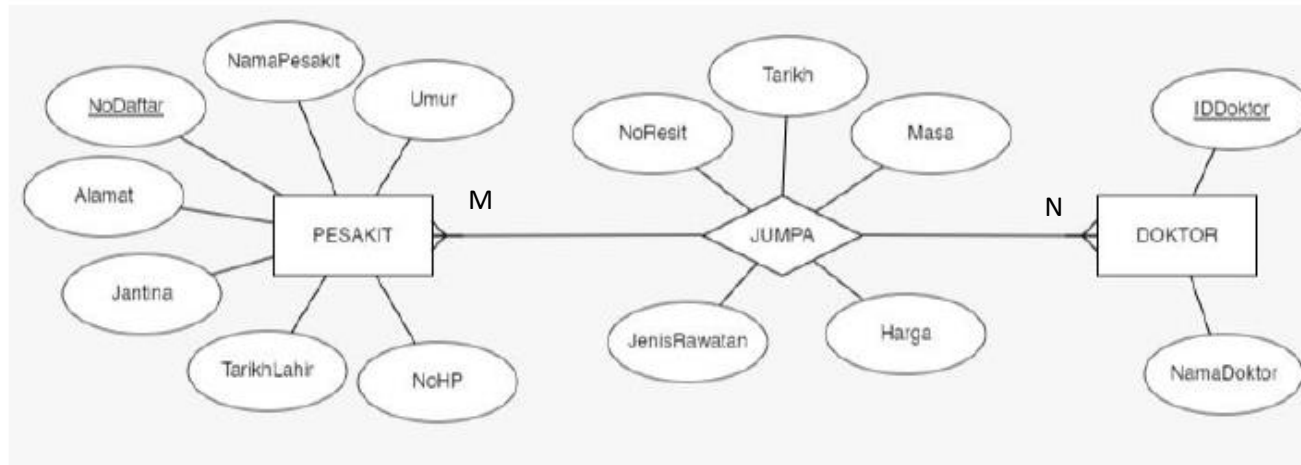 NamaPesakit
NoDaftar
Umur
Alamat
PESAKIT
Jantina
TarikhLahir
NoHP
M
Tarikh
NoResit
Masa
JUMPA
JenisRawatan
Harga
N
IDDoktor
DOKTOR
NamaDoktor